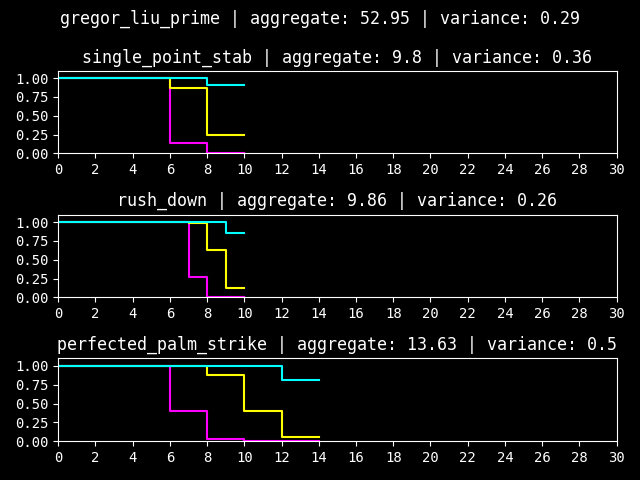 gregor_liu_prime | aggregate: 52.95 | variance: 0.29
single_point_stab | aggregate: 9.8 | variance: 0.36
1.00
0.75
0.50
0.25
0.00
0 2 4 6 8 10 12 14 16 18 20 22 24 26 28 30
rush_down | aggregate: 9.86 | variance: 0.26
1.00
0.75
0.50
0.25
0.00
0 2 4 6 8 10 12 14 16 18 20 22 24 26 28 30
perfected_palm_strike | aggregate: 13.63 | variance: 0.5
1.00
0.75
0.50
0.25
0.00
0 2 4 6 8 10 12 14 16 18 20 22 24 26 28 30